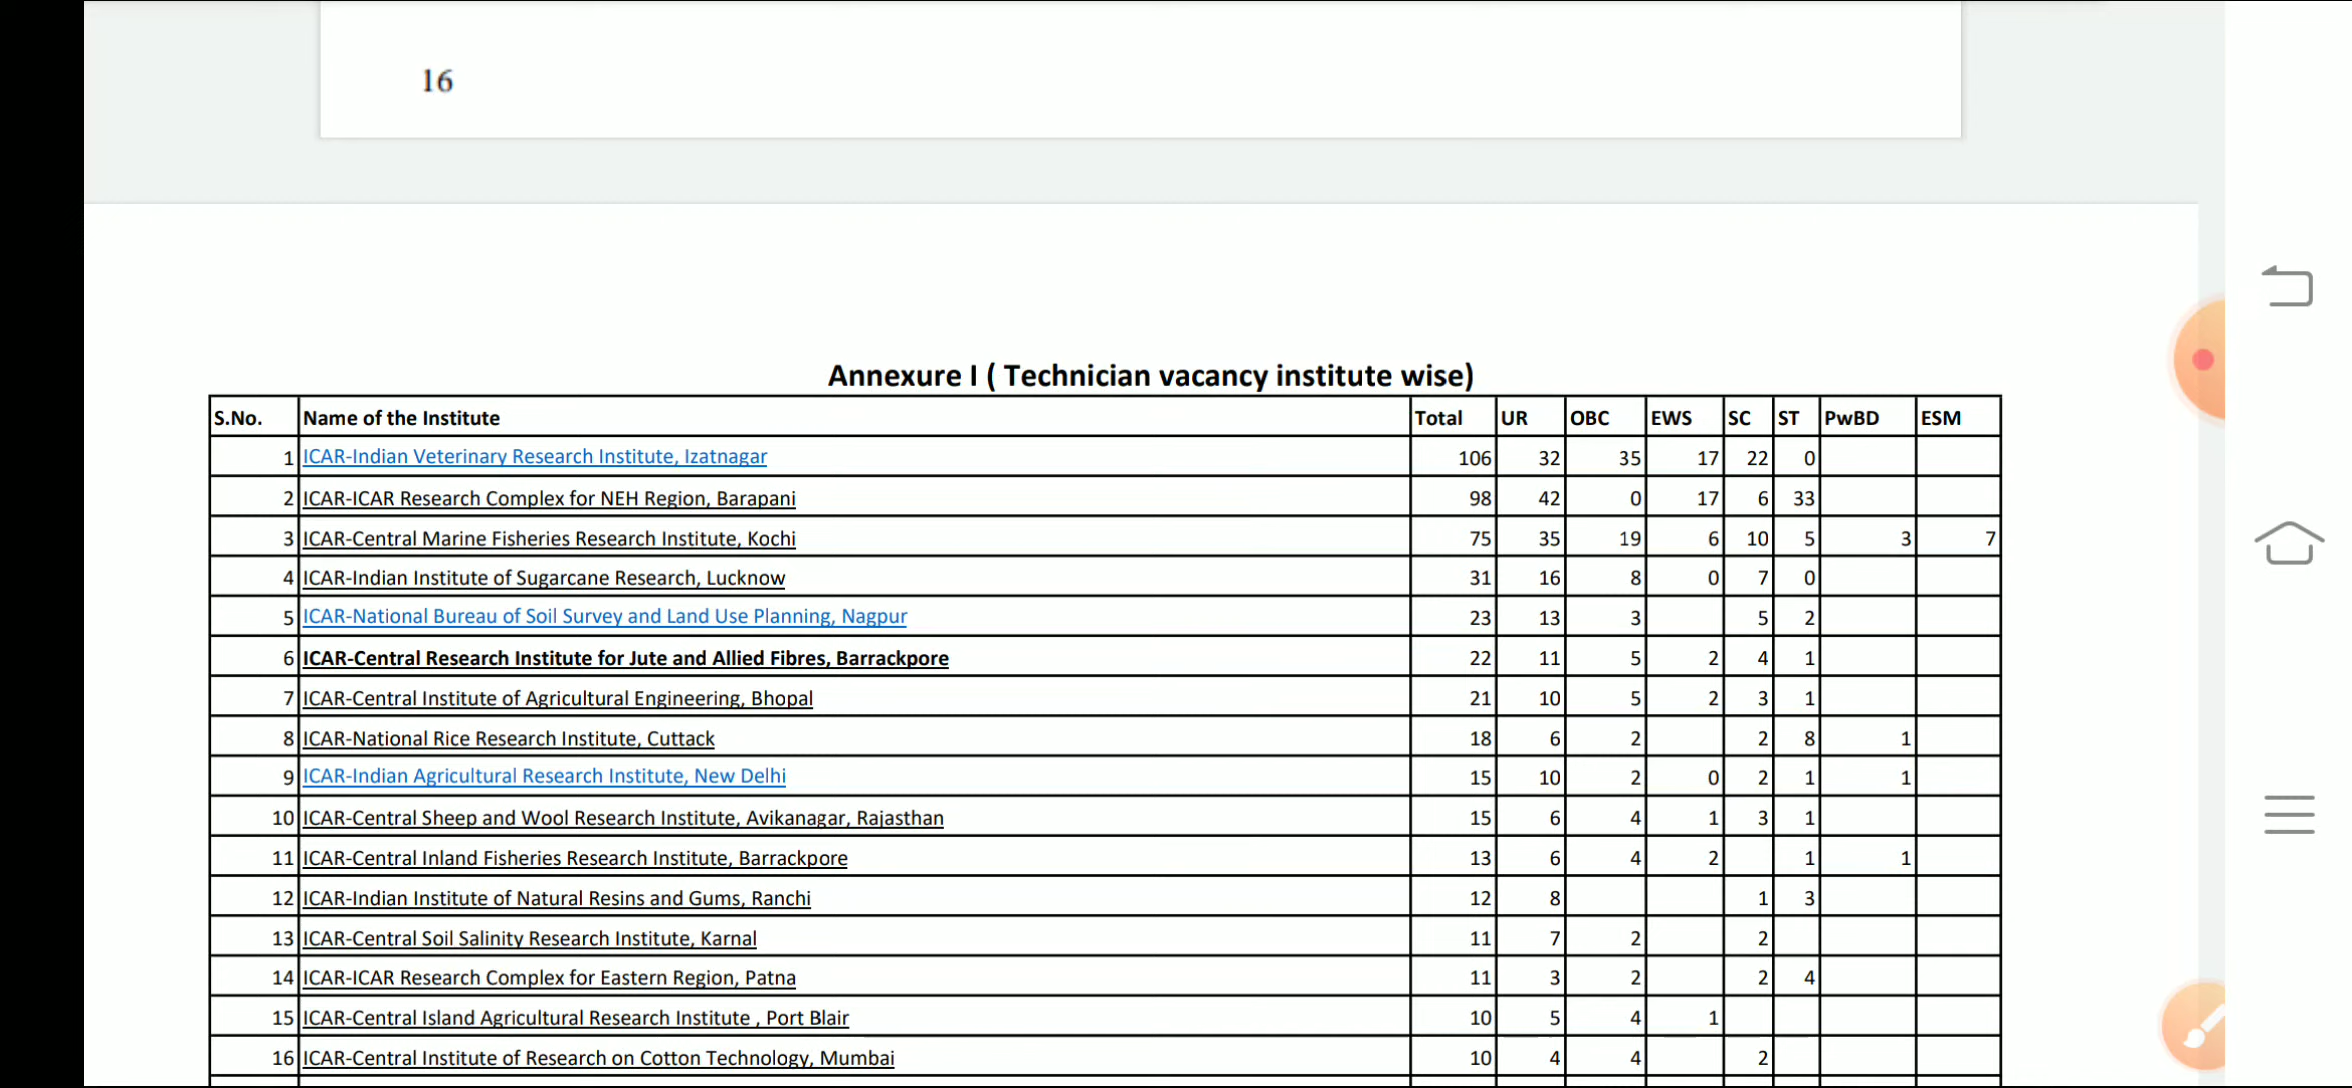 16
Annexure I ( Technician vacancy institute wise)
S.No. Name of the Institute Total UR OBC EWS SC ST PwBD ESM
1 ICAR-Indian Veterinary Research Institute, Izatnagar 106 32 35 17 22 0
2 ICAR-ICAR Research Complex for NEH Region, Barapani 98 42 0 17 6 33
3 ICAR-Central Marine Fisheries Research Institute, Kochi 75 35 19 6 10 5 3 7
4 ICAR-Indian Institute of Sugarcane Research, Lucknow 31 16 8 0 7 0
5 ICAR-National Bureau of Soil Survey and Land Use Planning, Nagpur 23 13 3 5 2
6 ICAR-Central Research Institute for Jute and Allied Fibres, Barrackpore 22 11 5 2 4 1
7 ICAR-Central Institute of Agricultural Engineering, Bhopal 21 10 5 2 3 1
8 ICAR-National Rice Research Institute, Cuttack 18 6 2 2 8 1
9 ICAR-Indian Agricultural Research Institute, New Delhi 15 10 2 0 2 1 1
10 ICAR-Central Sheep and Wool Research Institute, Avikanagar, Rajasthan 15 6 4 1 3 1
11 ICAR-Central Inland Fisheries Research Institute, Barrackpore 13 6 4 2 1 1
12 ICAR-Indian Institute of Natural Resins and Gums, Ranchi 12 8 1 3
13 ICAR-Central Soil Salinity Research Institute, Karnal 11 7 2 2
14 ICAR-ICAR Research Complex for Eastern Region, Patna 11 3 2 2 4
15 ICAR-Central Island Agricultural Research Institute , Port Blair 10 5 4 1
16 ICAR-Central Institute of Research on Cotton Technology, Mumbai 10 4 4 2